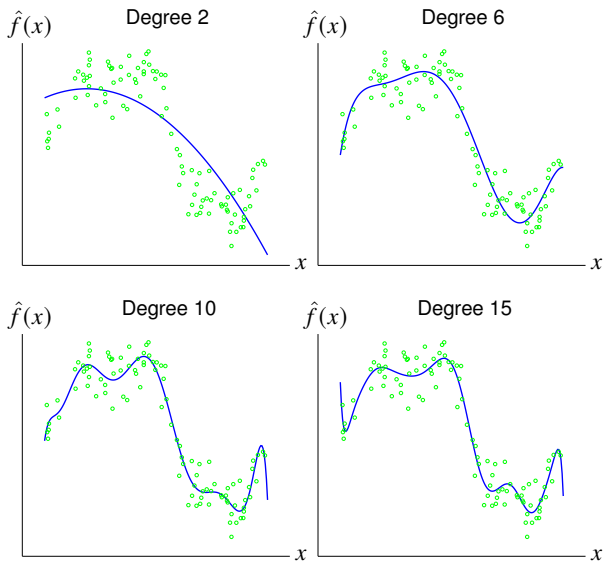 Degree 2
f̂(x)
x
Degree 6
f̂(x)
x
Degree 10
f̂(x)
x
Degree 15
f̂(x)
x